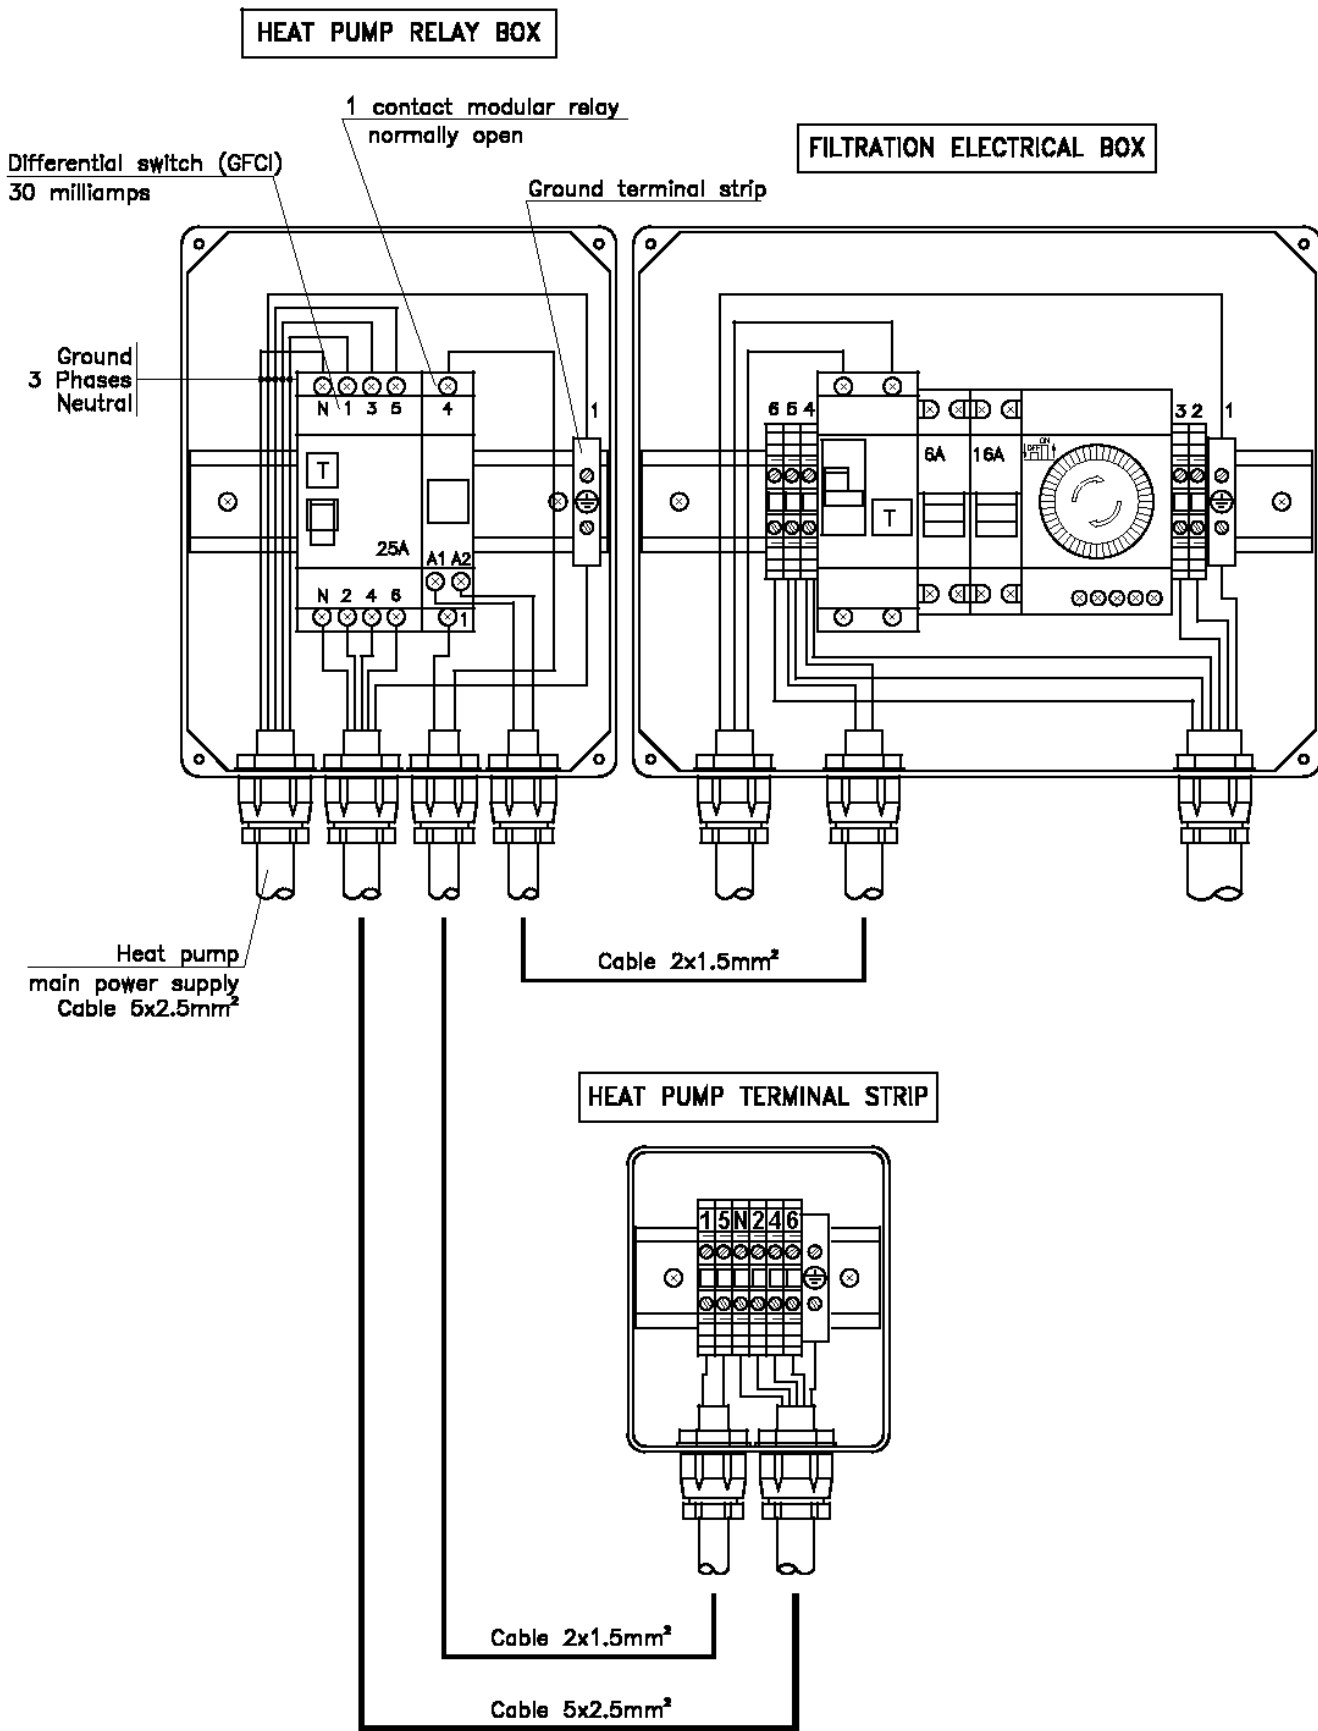 HEAT PUMP RELAY BOX
1 contact modular relay
normally open
FILTRATION ELECTRICAL BOX
Differential switch (GFCI)
30 milliamps
Ground terminal strip
Ground
3 Phases
Neutral
N 1 3 5 4
1
T
25A
A1 A2
N 2 4 6
1
6 5 4
6A
16A
OFF
ON
3 2 1
T
Heat pump
main power supply
Cable 5x2.5mm²
Cable 2x1.5mm²
HEAT PUMP TERMINAL STRIP
1 5 N 2 4 6
Cable 2x1.5mm²
Cable 5x2.5mm²